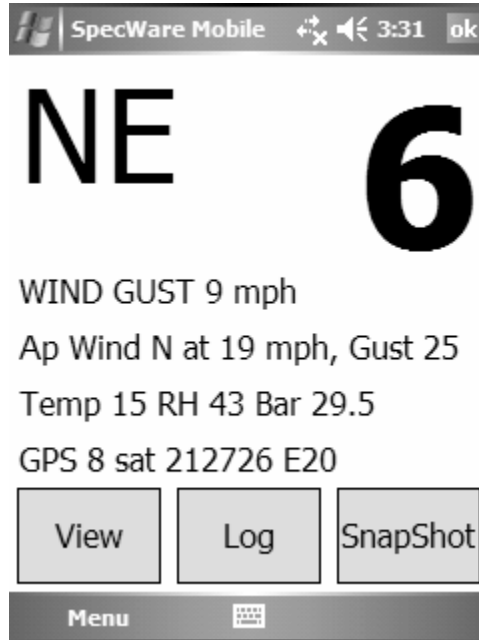 SpecWare Mobile 3:31 ok
NE 6
WIND GUST 9 mph
Ap Wind N at 19 mph, Gust 25
Temp 15 RH 43 Bar 29.5
GPS 8 sat 212726 E20
View Log SnapShot
Menu